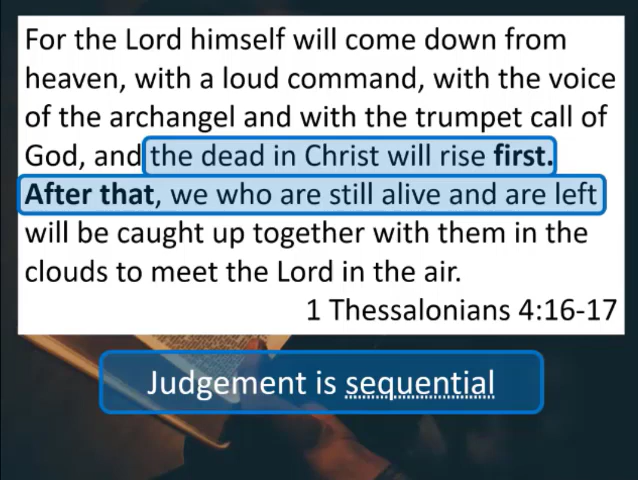 For the Lord himself will come down from
heaven, with a loud command, with the voice
of the archangel and with the trumpet call of
God, and the dead in Christ will rise first.
After that, we who are still alive and are left
will be caught up together with them in the
clouds to meet the Lord in the air.
1 Thessalonians 4:16-17
Judgement is sequential